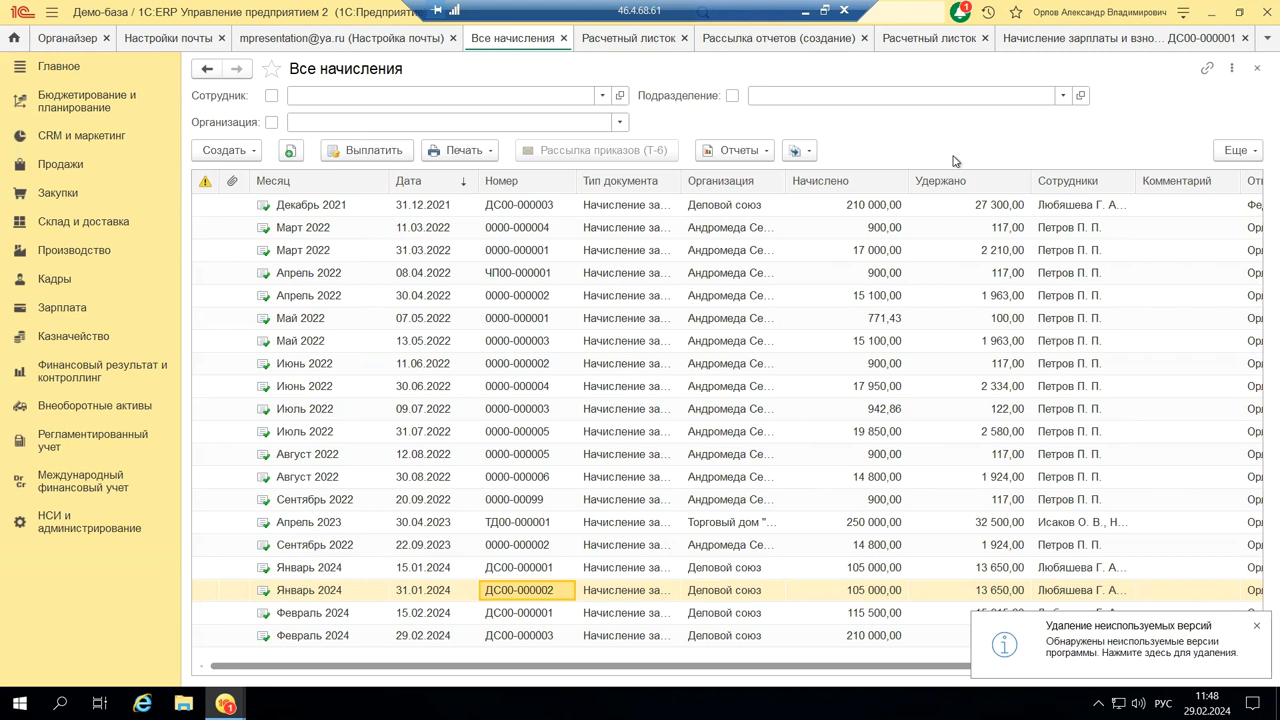 Демо-база / 1С:ERP Управление предприятием 2 (1С:Предприятие
46.4.68.61
1
Орлов Александр Владимирович
Органайзер
Настройки почты
mpresentation@ya.ru (Настройка почты)
Все начисления
Расчетный листок
Рассылка отчетов (создание)
Расчетный листок
Начисление зарплаты и взно... ДС00-000001
Главное
Бюджетирование и
планирование
CRM и маркетинг
Продажи
Закупки
Склад и доставка
Производство
Кадры
Зарплата
Казначейство
Финансовый результат и
контроллинг
Внеоборотные активы
Регламентированный
учет
Международный
финансовый учет
НСИ и
администрирование
Все начисления
Сотрудник:
Подразделение:
Организация:
Создать
Выплатить
Печать
Рассылка приказов (Т-6)
Отчеты
Еще
Месяц Дата ↓ Номер Тип документа Организация Начислено Удержано Сотрудники Комментарий От
Декабрь 2021 31.12.2021 ДС00-000003 Начисление за... Деловой союз 210 000,00 27 300,00 Любяшева Г. А... Фе
Март 2022 11.03.2022 0000-000004 Начисление за... Андромеда Се... 900,00 117,00 Петров П. П. Орл
Март 2022 31.03.2022 0000-000001 Начисление за... Андромеда Се... 17 000,00 2 210,00 Петров П. П. Орл
Апрель 2022 08.04.2022 ЧП00-000001 Начисление за... Андромеда Се... 900,00 117,00 Петров П. П. Орл
Апрель 2022 30.04.2022 0000-000002 Начисление за... Андромеда Се... 15 100,00 1 963,00 Петров П. П. Орл
Май 2022 07.05.2022 0000-000001 Начисление за... Андромеда Се... 771,43 100,00 Петров П. П. Орл
Май 2022 13.05.2022 0000-000003 Начисление за... Андромеда Се... 15 100,00 1 963,00 Петров П. П. Орл
Июнь 2022 11.06.2022 0000-000002 Начисление за... Андромеда Се... 900,00 117,00 Петров П. П. Орл
Июнь 2022 30.06.2022 0000-000004 Начисление за... Андромеда Се... 17 950,00 2 334,00 Петров П. П. Орл
Июль 2022 09.07.2022 0000-000003 Начисление за... Андромеда Се... 942,86 122,00 Петров П. П. Орл
Июль 2022 31.07.2022 0000-000005 Начисление за... Андромеда Се... 19 850,00 2 580,00 Петров П. П. Орл
Август 2022 12.08.2022 0000-000005 Начисление за... Андромеда Се... 900,00 117,00 Петров П. П. Орл
Август 2022 30.08.2022 0000-000006 Начисление за... Андромеда Се... 14 800,00 1 924,00 Петров П. П. Орл
Сентябрь 2022 20.09.2022 0000-00099 Начисление за... Андромеда Се... 900,00 117,00 Петров П. П. Орл
Апрель 2023 30.04.2023 ТД00-000001 Начисление за... Торговый дом "... 250 000,00 32 500,00 Исаков О. В., Н... Орл
Сентябрь 2022 22.09.2023 0000-000002 Начисление за... Андромеда Се... 14 800,00 1 924,00 Петров П. П. Орл
Январь 2024 15.01.2024 ДС00-000001 Начисление за... Деловой союз 105 000,00 13 650,00 Любяшева Г. А... Орл
Январь 2024 31.01.2024 ДС00-000002 Начисление за... Деловой союз 105 000,00 13 650,00 Любяшева Г. А... Орл
Февраль 2024 15.02.2024 ДС00-000001 Начисление за... Деловой союз 115 500,00
Февраль 2024 29.02.2024 ДС00-000003 Начисление за... Деловой союз 210 000,00
Удаление неиспользуемых версий
Обнаружены неиспользуемые версии
программы. Нажмите здесь для удаления.
РУС
11:48
29.02.2024